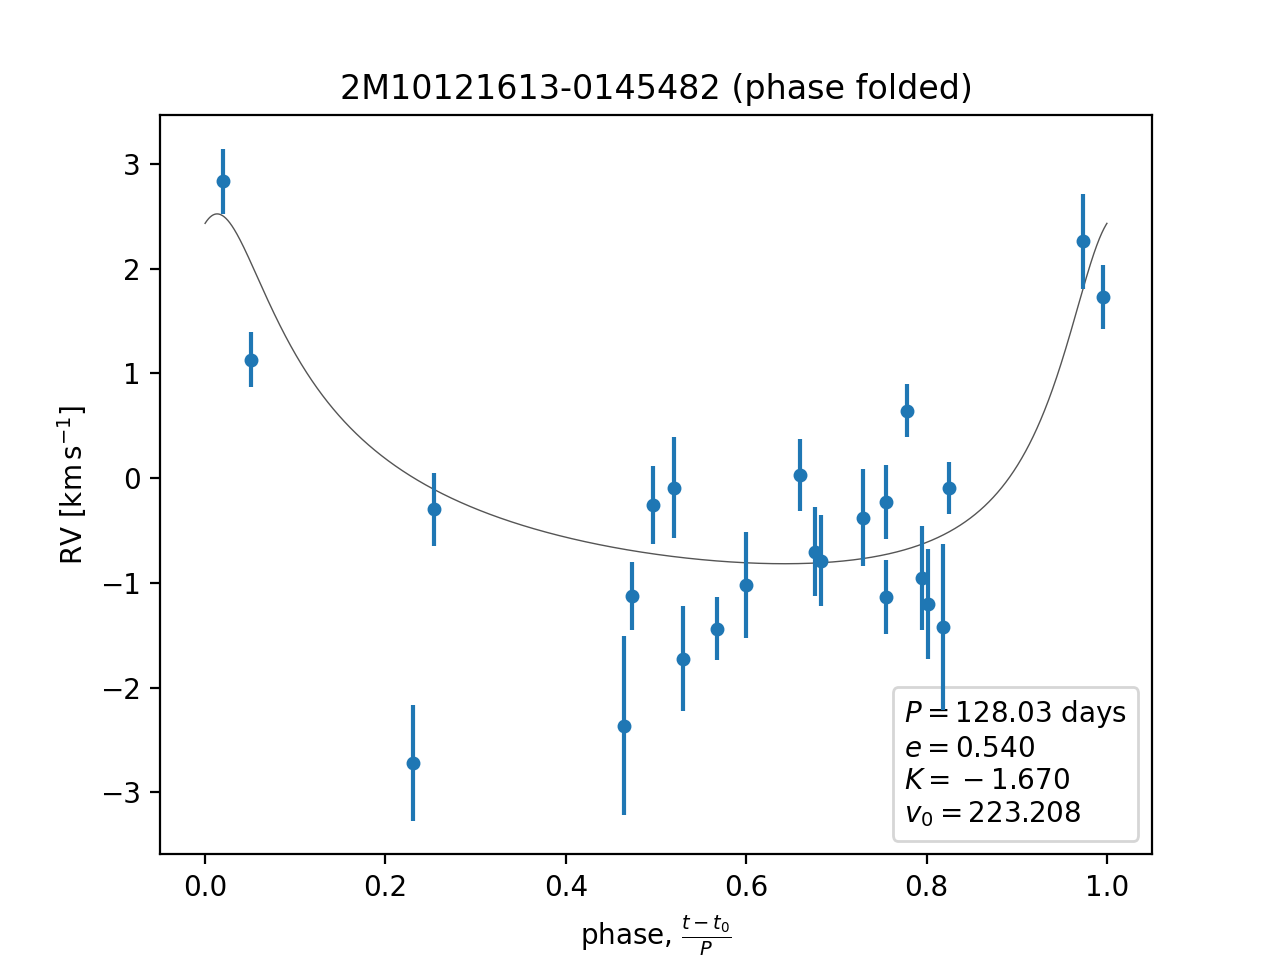 2M10121613-0145482 (phase folded)
3
2
1
0
−1
−2
−3
RV [km s⁻¹]
P = 128.03 days
e = 0.540
K = − 1.670
v₀ = 223.208
0.0 0.2 0.4 0.6 0.8 1.0
phase, (t − t₀)/P